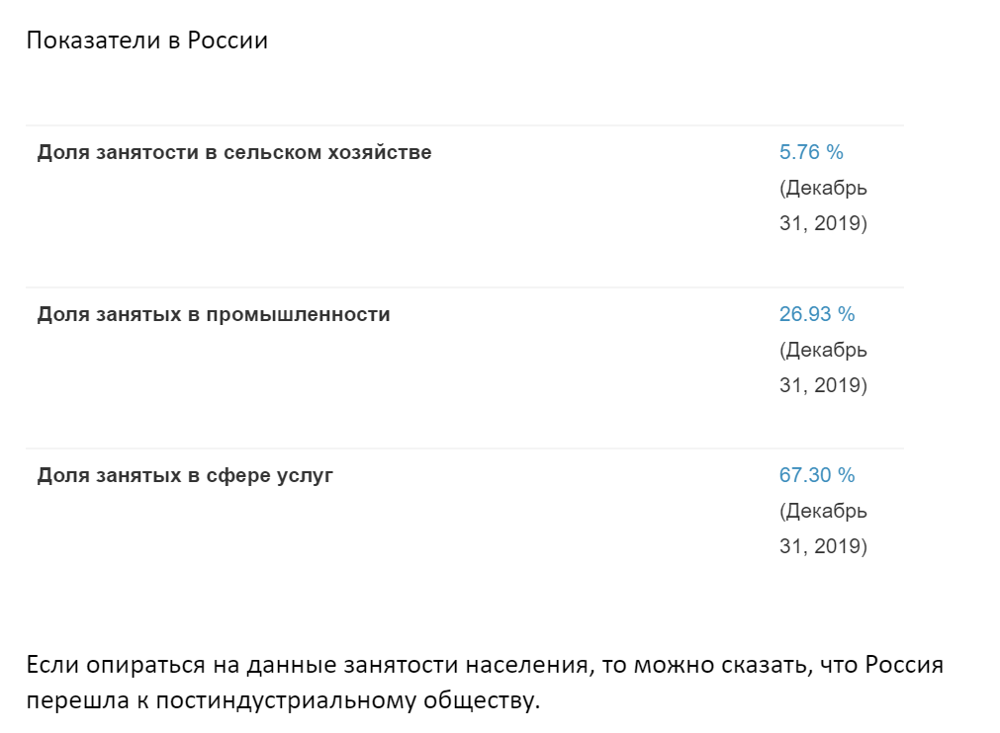 Показатели в России
Доля занятости в сельском хозяйстве
5.76 %
(Декабрь
31, 2019)
Доля занятых в промышленности
26.93 %
(Декабрь
31, 2019)
Доля занятых в сфере услуг
67.30 %
(Декабрь
31, 2019)
Если опираться на данные занятости населения, то можно сказать, что Россия
перешла к постиндустриальному обществу.